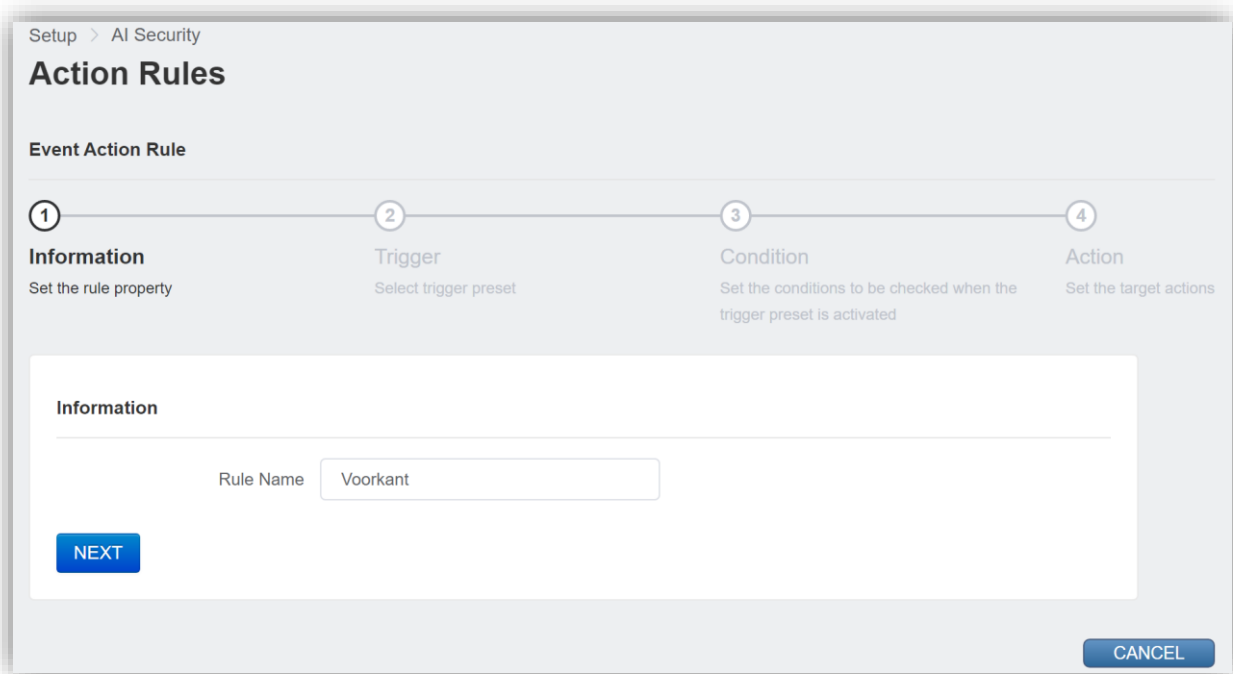 Setup > AI Security
Action Rules
Event Action Rule
1 2 3 4
Information Trigger Condition Action
Set the rule property Select trigger preset Set the conditions to be checked when the Set the target actions
trigger preset is activated
Information
Rule Name Voorkant
NEXT
CANCEL